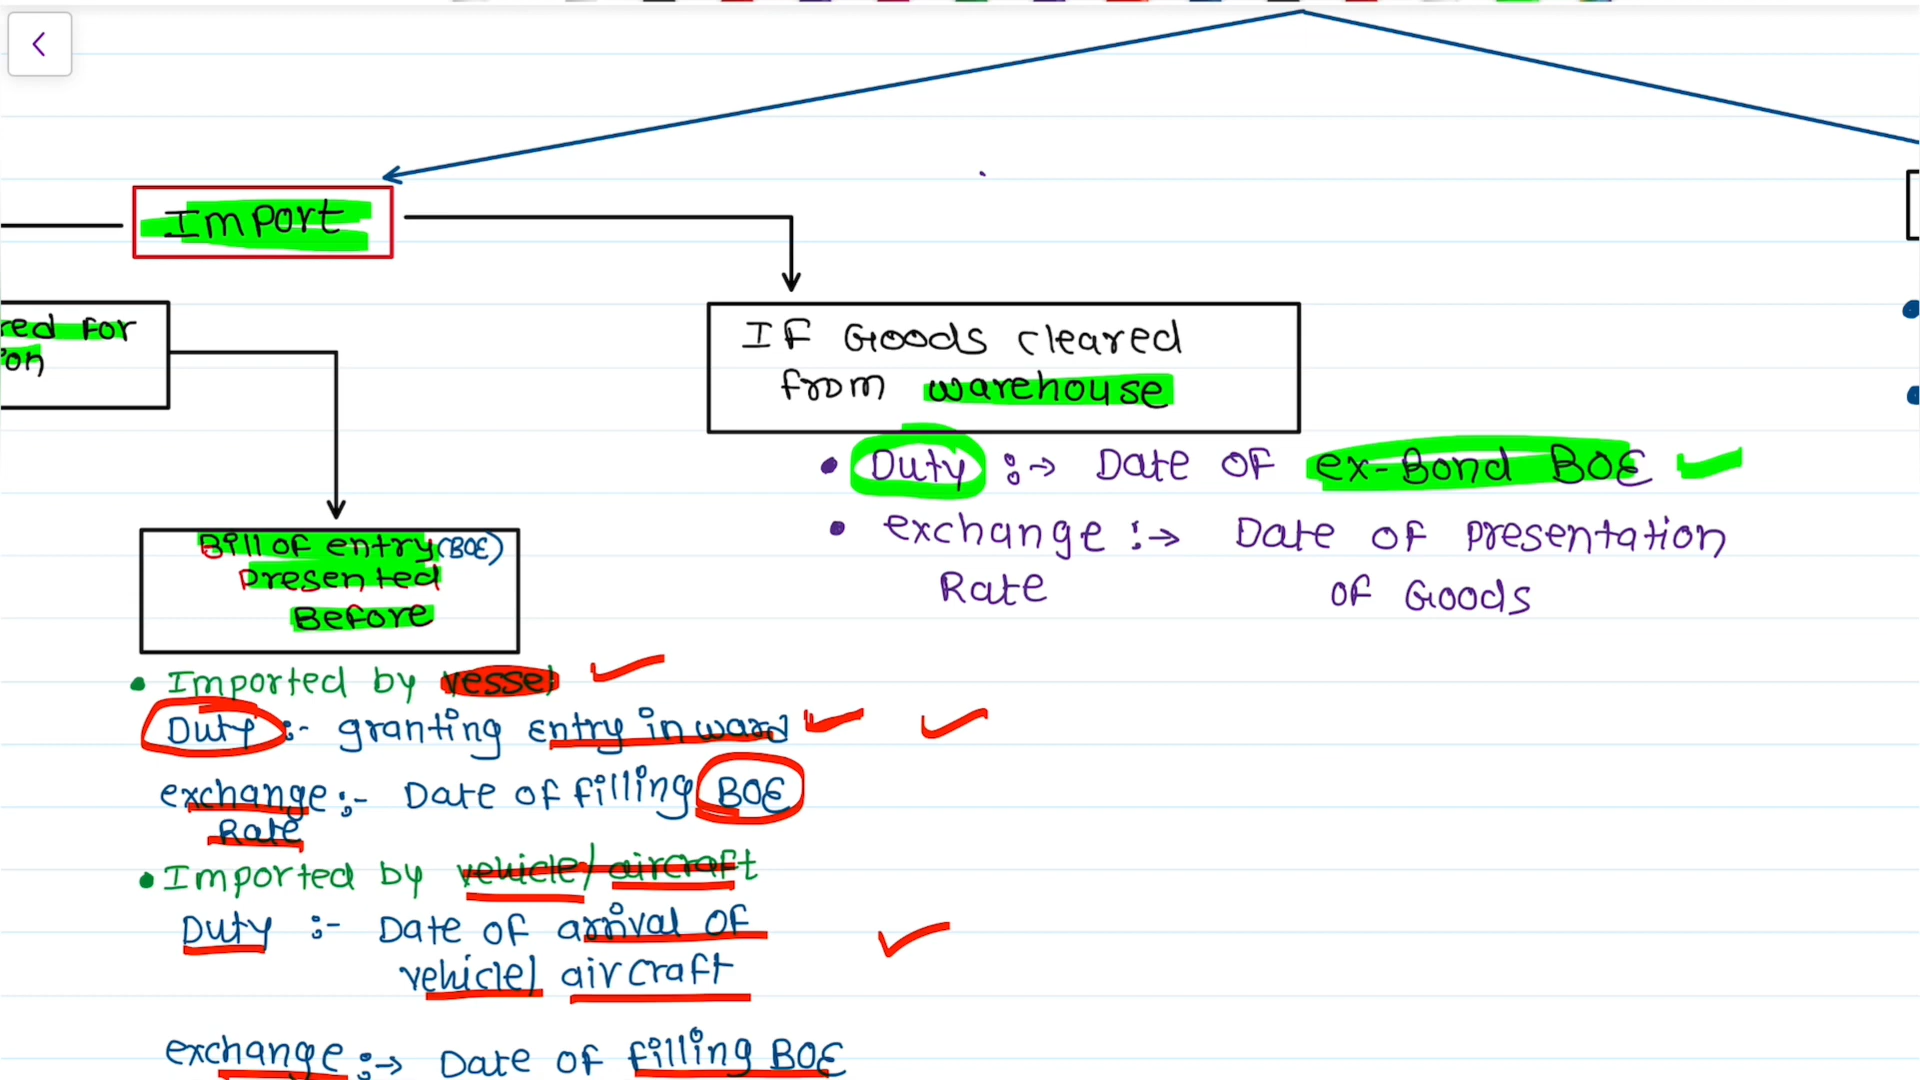 Import
red For
on
IF Goods cleared
from warehouse
• Duty :→ Date OF ex-Bond BOE
• exchange :→ Date OF Presentation
Rate OF Goods
Bill OF entry (BOE)
Presented
Before
• Imported by vessel
Duty :- granting entry in ward
exchange :- Date of filling BOE
Rate
• Imported by vehicle/ aircraft
Duty :- Date OF arrival OF
vehicle/ aircraft
exchange :→ Date OF filling BOE